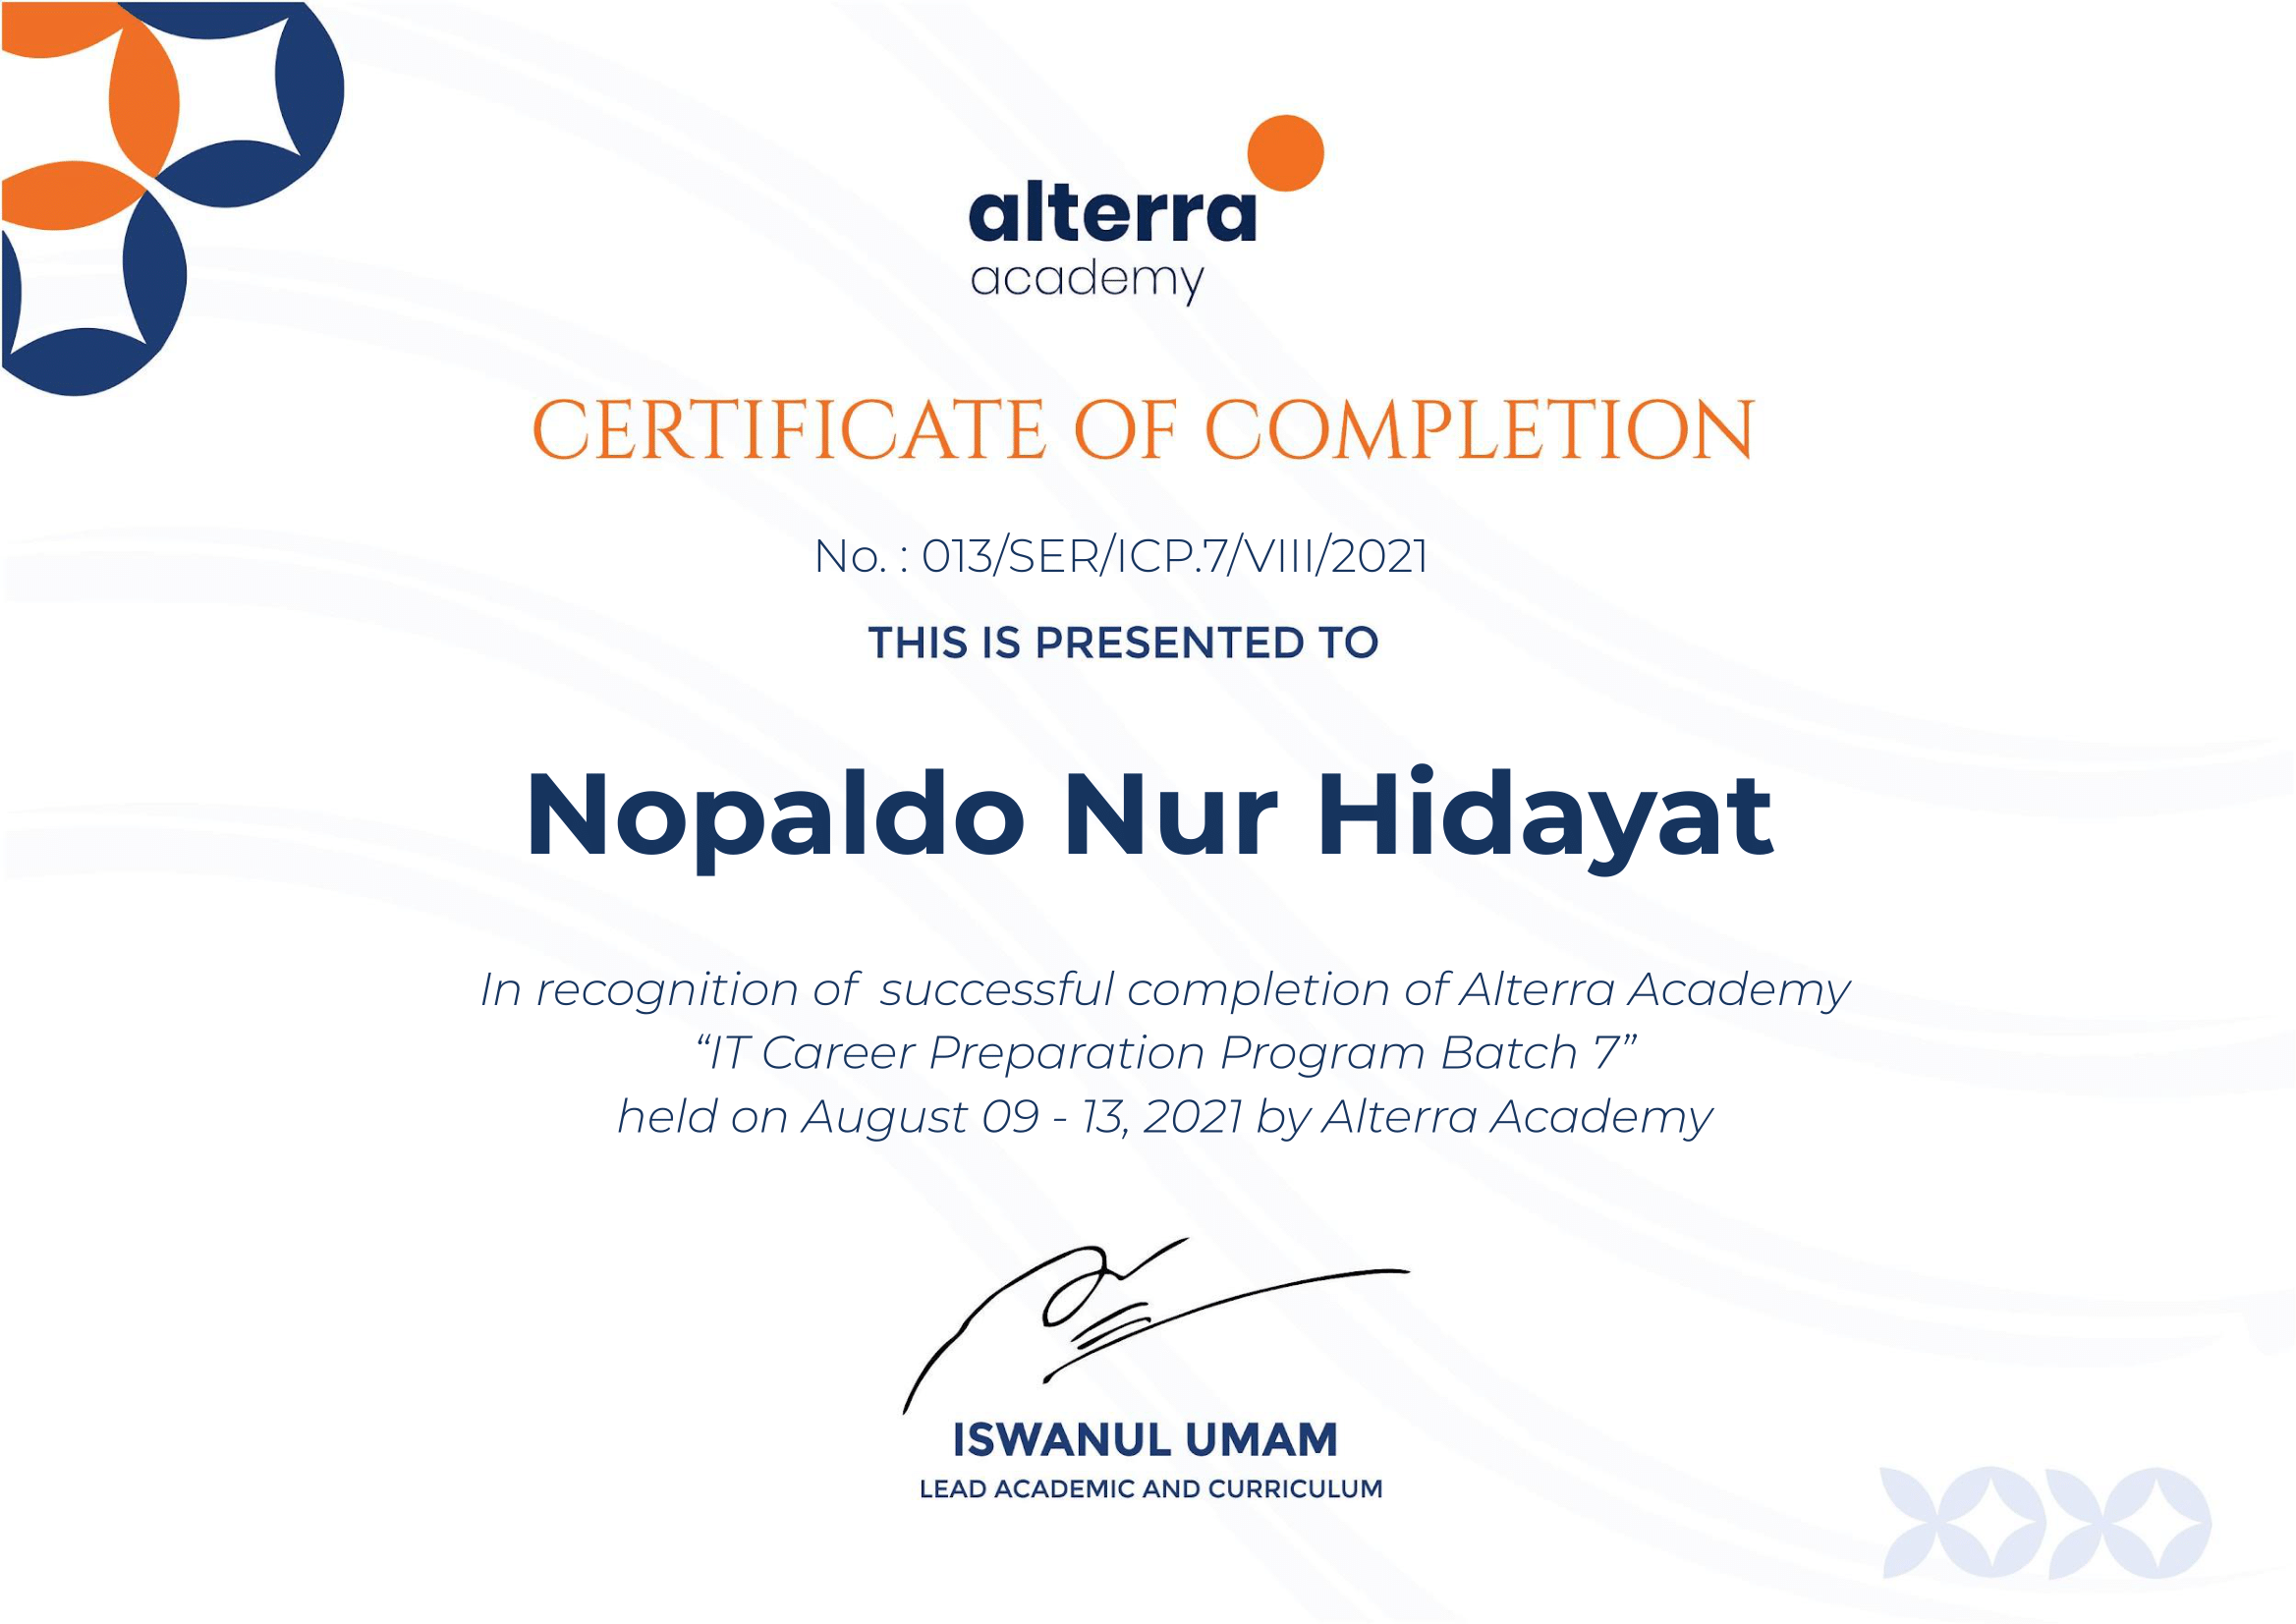 alterra
academy
CERTIFICATE OF COMPLETION
No. : 013/SER/ICP.7/VIII/2021
THIS IS PRESENTED TO
Nopaldo Nur Hidayat
In recognition of successful completion of Alterra Academy
“IT Career Preparation Program Batch 7”
held on August 09 - 13, 2021 by Alterra Academy
ISWANUL UMAM
LEAD ACADEMIC AND CURRICULUM